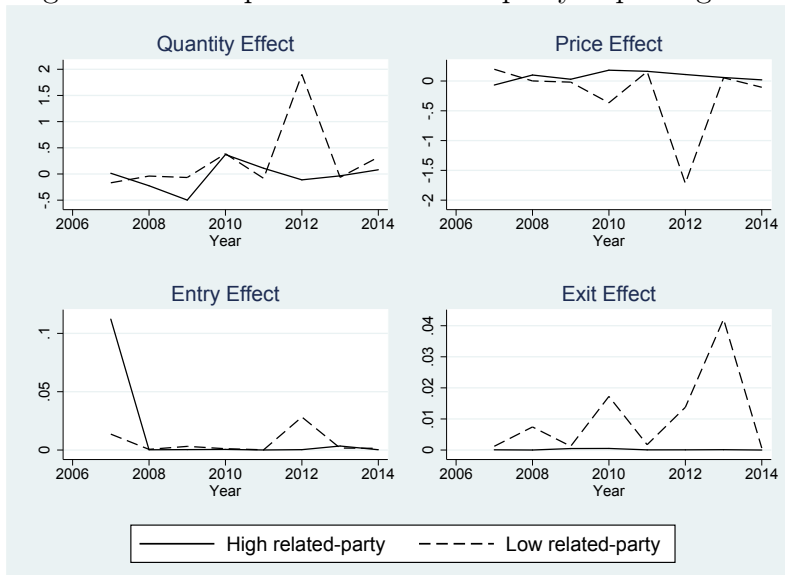 Quantity Effect
Price Effect
2
1.5
1
.5
0
-.5
2006 2008 2010 2012 2014
Year
0
-.5
-1
-1.5
-2
2006 2008 2010 2012 2014
Year
Entry Effect
Exit Effect
.1
.05
0
2006 2008 2010 2012 2014
Year
.04
.03
.02
.01
0
2006 2008 2010 2012 2014
Year
High related-party Low related-party